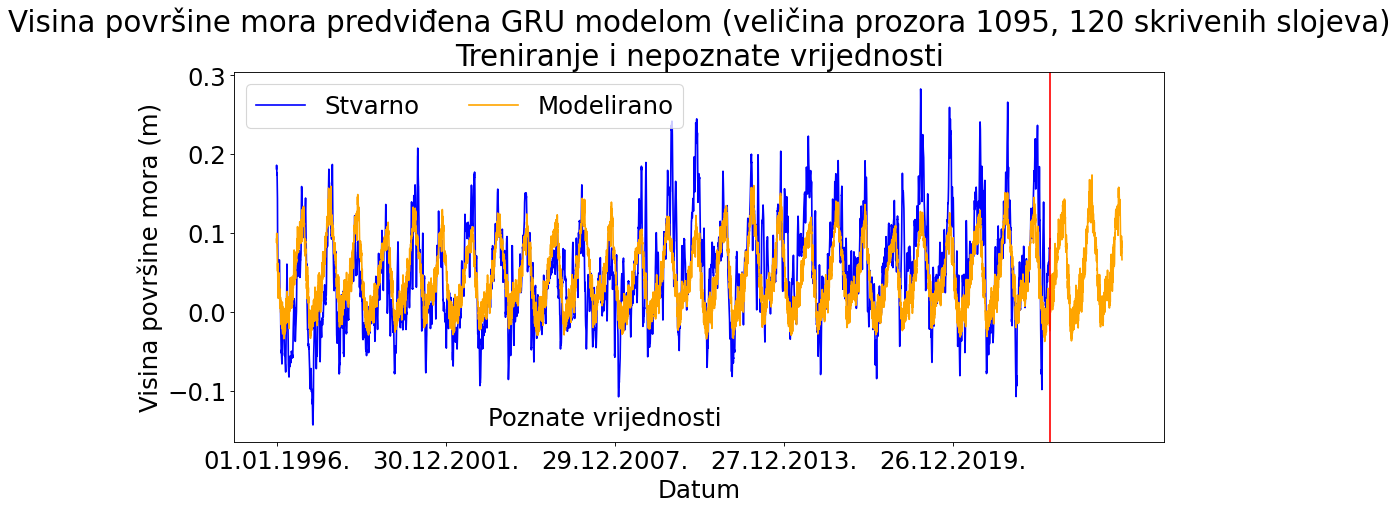 Visina površine mora predviđena GRU modelom (veličina prozora 1095, 120 skrivenih slojeva)
Treniranje i nepoznate vrijednosti
Stvarno
Modelirano
Visina površine mora (m)
0.3
0.2
0.1
0.0
−0.1
Poznate vrijednosti
01.01.1996.
30.12.2001.
29.12.2007.
27.12.2013.
26.12.2019.
Datum